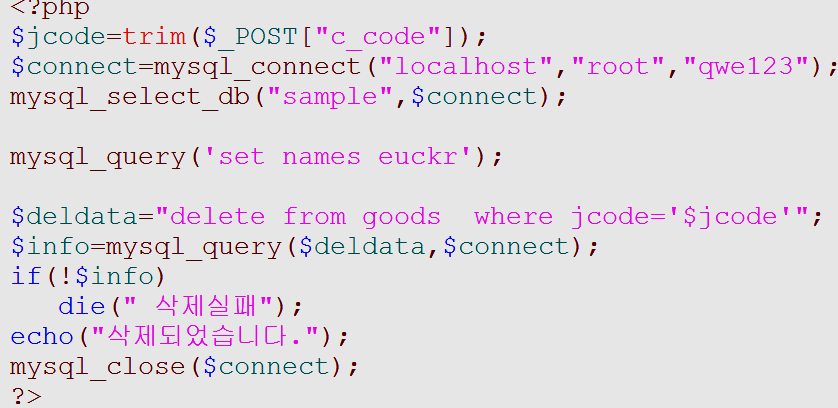 <?php
$jcode=trim($_POST["c_code"]);
$connect=mysql_connect("localhost","root","qwe123");
mysql_select_db("sample",$connect);
mysql_query('set names euckr');
$deldata="delete from goods  where jcode='$jcode'";
$info=mysql_query($deldata,$connect);
if(!$info)
   die(" 삭제실패");
echo("삭제되었습니다.");
mysql_close($connect);
?>